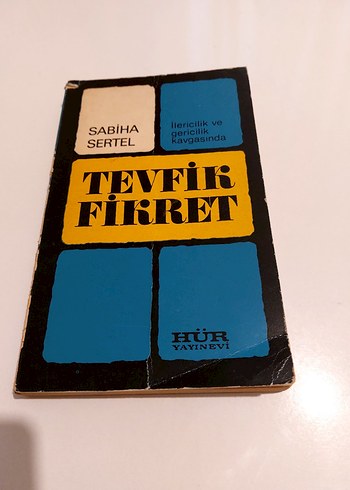 SABİHA
SERTEL
İlericilik ve
gericilik
kavgasında
TEVFİK
FİKRET
HÜR
YAYINEVİ